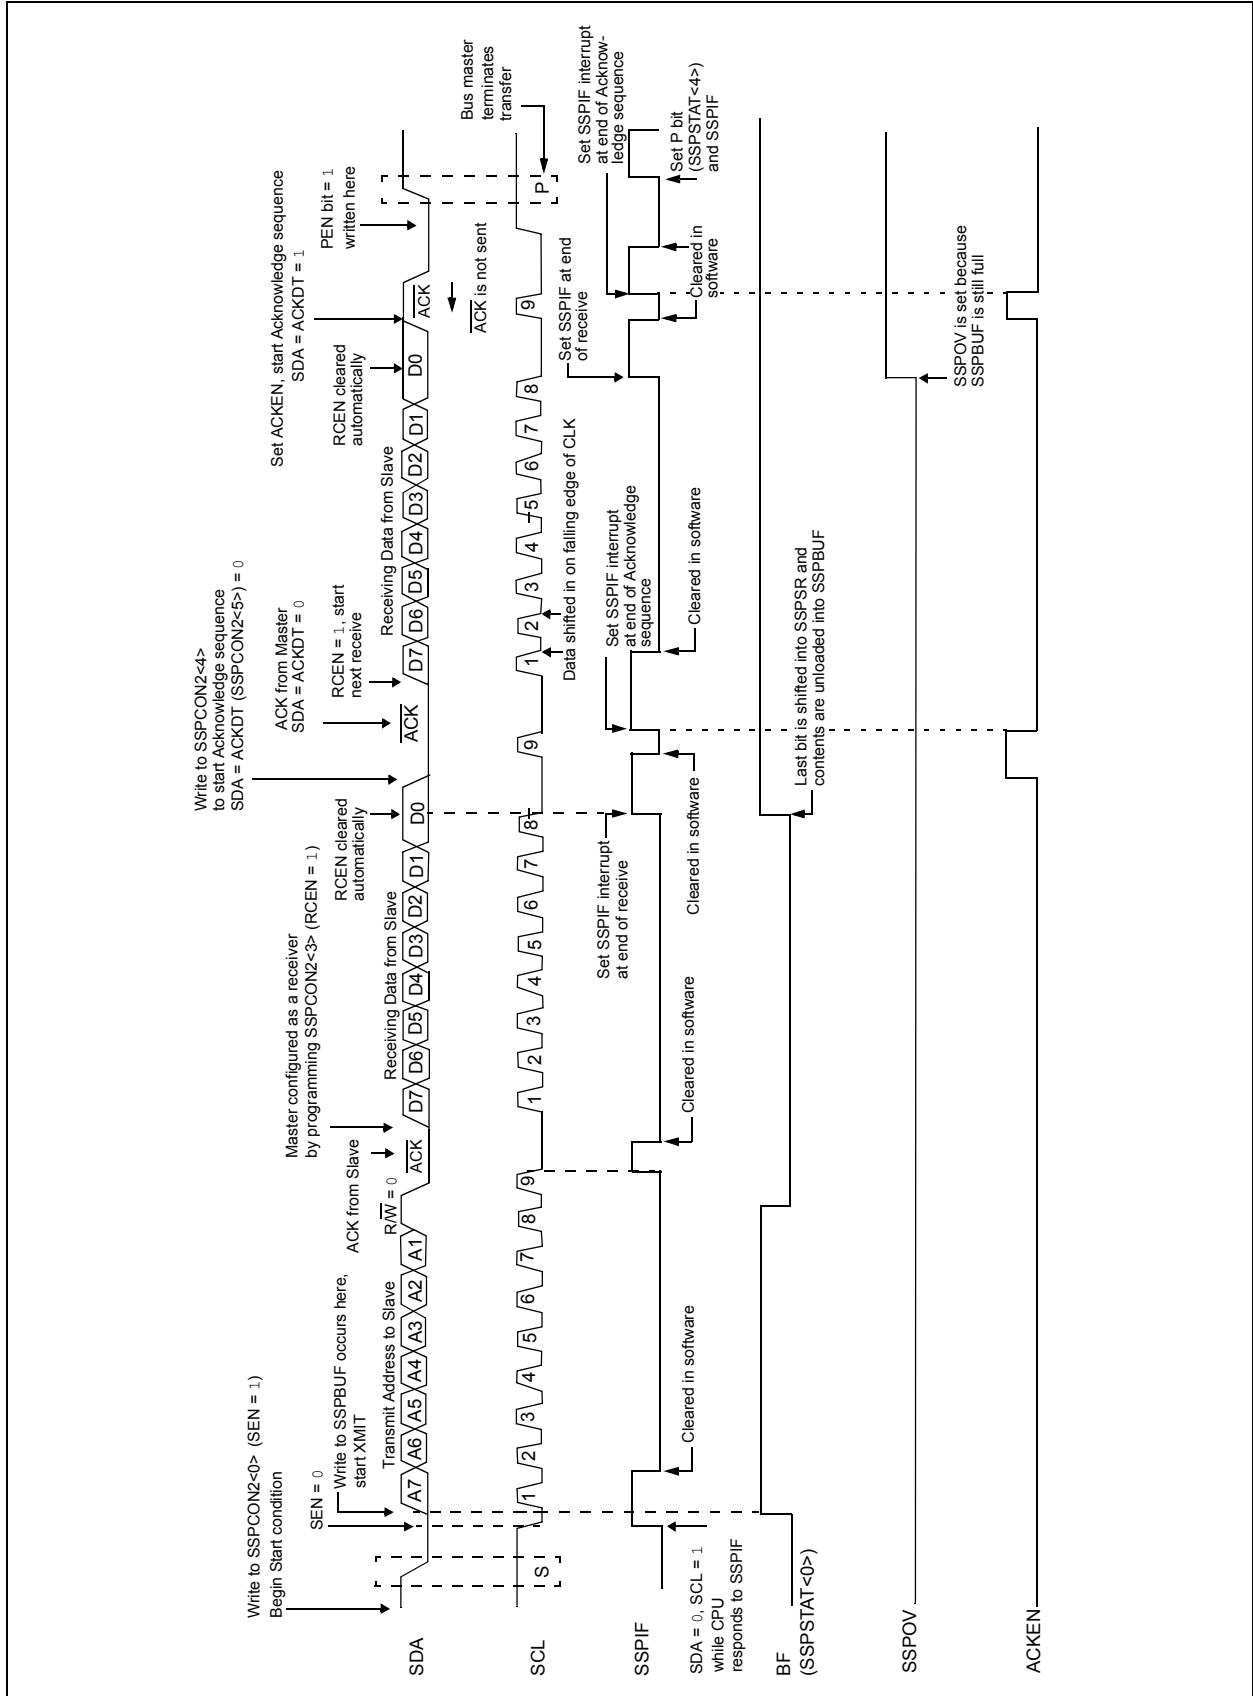 Write to SSPCON2<0> (SEN = 1)
Begin Start condition
SEN = 0
Write to SSPBUF occurs here,
start XMIT
Transmit Address to Slave
R/W = 0
ACK from Slave
Master configured as a receiver
by programming SSPCON2<3> (RCEN = 1)
Receiving Data from Slave
RCEN cleared
automatically
Write to SSPCON2<4>
to start Acknowledge sequence
SDA = ACKDT (SSPCON2<5>) = 0
ACK from Master
SDA = ACKDT = 0
RCEN = 1, start
next receive
Receiving Data from Slave
RCEN cleared
automatically
Set ACKEN, start Acknowledge sequence
SDA = ACKDT = 1
PEN bit = 1
written here
SDA
A7 A6 A5 A4 A3 A2 A1
ACK
D7 D6 D5 D4 D3 D2 D1 D0
ACK
D7 D6 D5 D4 D3 D2 D1 D0
ACK
ACK is not sent
Bus master
terminates
transfer
SCL
S
1 2 3 4 5 6 7 8 9
1 2 3 4 5 6 7 8 9
1 2 3 4 5 6 7 8 9
P
Data shifted in on falling edge of CLK
Set SSPIF interrupt
at end of receive
Set SSPIF interrupt
at end of Acknowledge
sequence
Set SSPIF at end
of receive
Set SSPIF interrupt
at end of Acknow-
ledge sequence
SSPIF
SDA = 0, SCL = 1
while CPU
responds to SSPIF
Cleared in software
Cleared in software
Cleared in software
Cleared in software
Cleared in
software
Set P bit
(SSPSTAT<4>)
and SSPIF
BF
(SSPSTAT<0>)
Last bit is shifted into SSPSR and
contents are unloaded into SSPBUF
SSPOV
SSPOV is set because
SSPBUF is still full
ACKEN